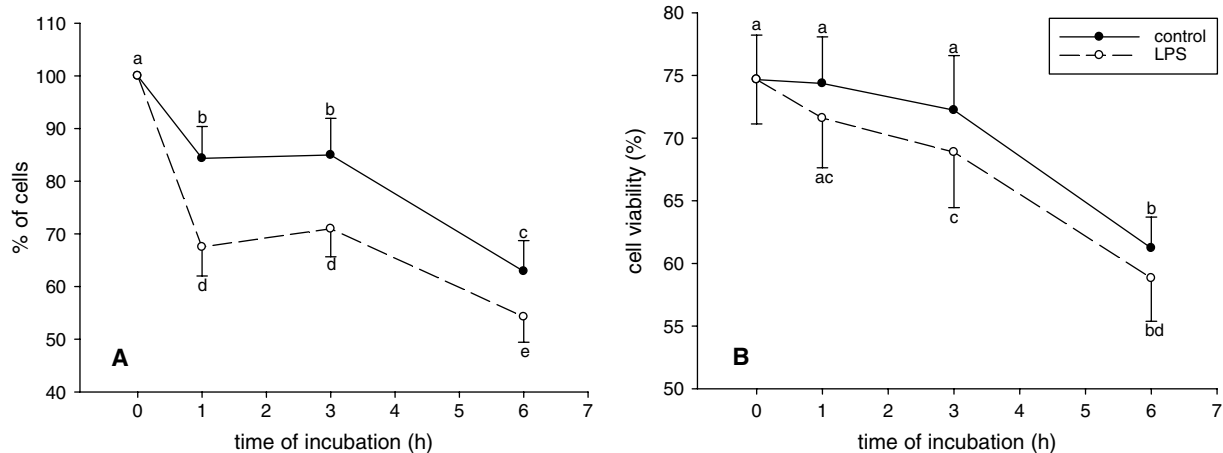 110
100
90
80
70
60
50
40
% of cells
a
b
b
c
d
d
e
A
0
1
2
3
4
5
6
7
time of incubation (h)
80
75
70
65
60
55
50
cell viability (%)
a
a
a
b
ac
c
bd
control
LPS
B
0
1
2
3
4
5
6
7
time of incubation (h)